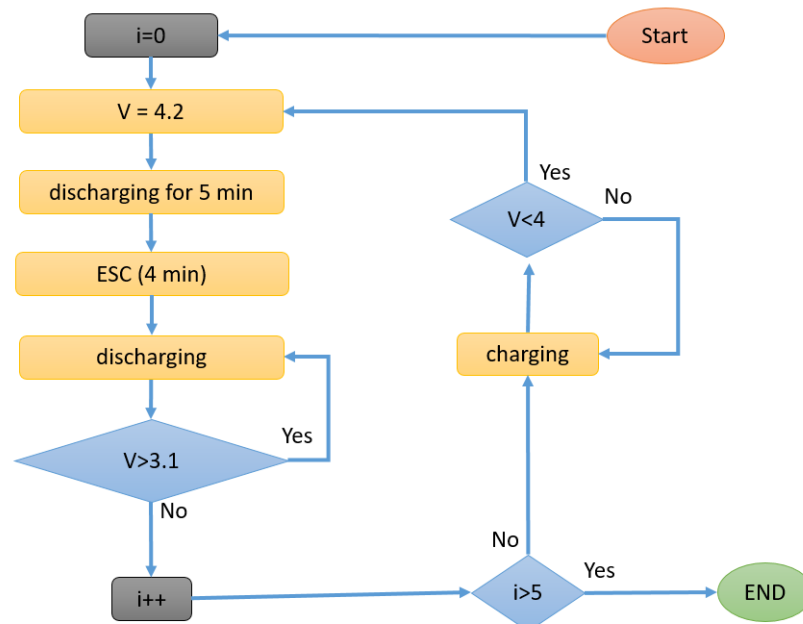 Start
i=0
V = 4.2
discharging for 5 min
ESC (4 min)
discharging
Yes
V>3.1
No
i++
i>5
Yes
END
No
charging
V<4
Yes
No